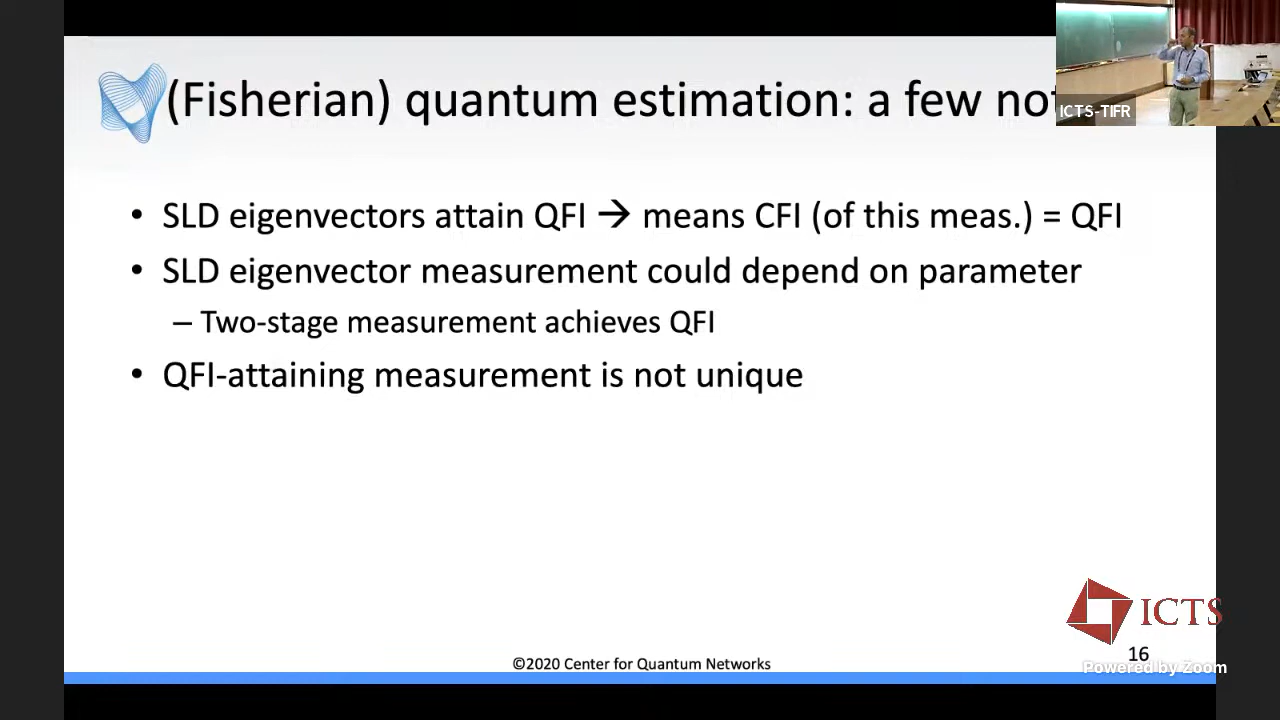 (Fisherian) quantum estimation: a few
ICTS-TIFR
• SLD eigenvectors attain QFI → means CFI (of this meas.) = QFI
• SLD eigenvector measurement could depend on parameter
– Two-stage measurement achieves QFI
• QFI-attaining measurement is not unique
ICTS
16
©2020 Center for Quantum Networks
Powered by Zoom